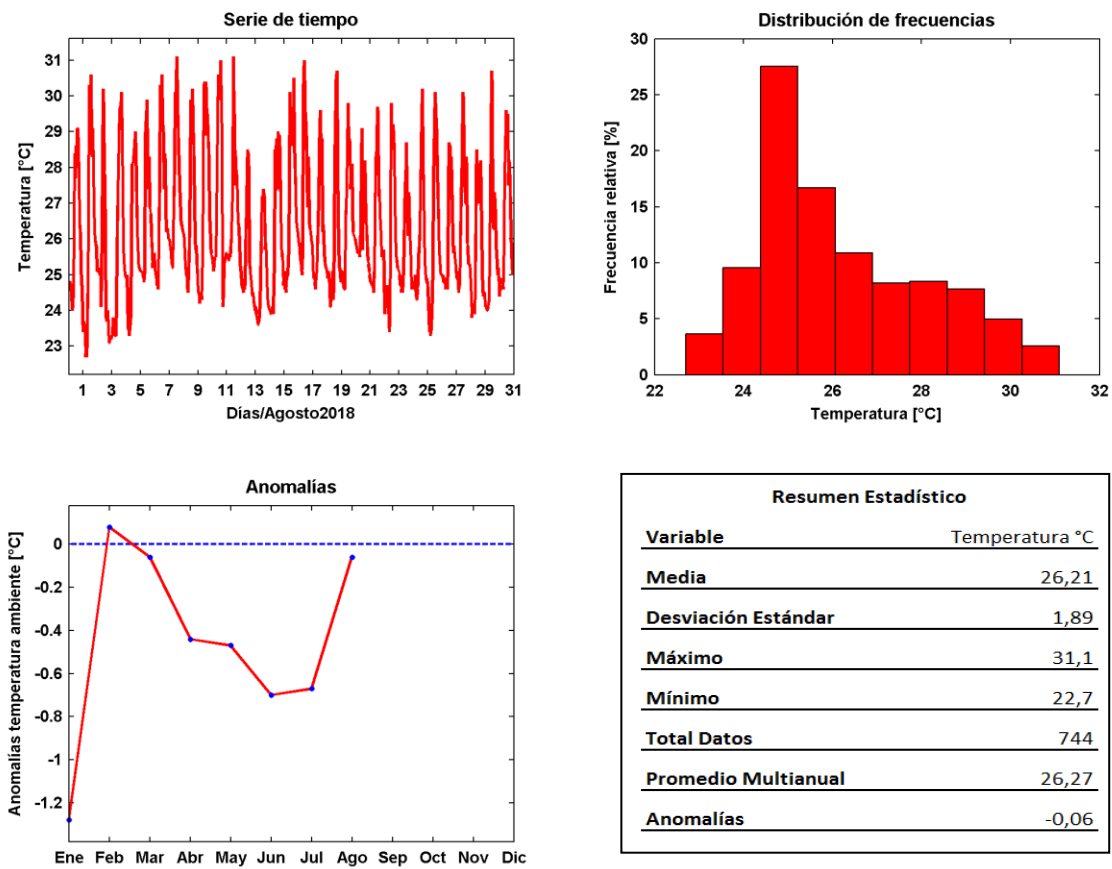 Serie de tiempo
Temperatura [°C]
31
30
29
28
27
26
25
24
23
1 3 5 7 9 11 13 15 17 19 21 23 25 27 29 31
Días/Agosto2018
Distribución de frecuencias
Frecuencia relativa [%]
30
25
20
15
10
5
0
22 24 26 28 30 32
Temperatura [°C]
Anomalías
Anomalías temperatura ambiente [°C]
0
-0.2
-0.4
-0.6
-0.8
-1
-1.2
Ene Feb Mar Abr May Jun Jul Ago Sep Oct Nov Dic
Resumen Estadístico
Variable Temperatura °C
Media 26,21
Desviación Estándar 1,89
Máximo 31,1
Mínimo 22,7
Total Datos 744
Promedio Multianual 26,27
Anomalías -0,06